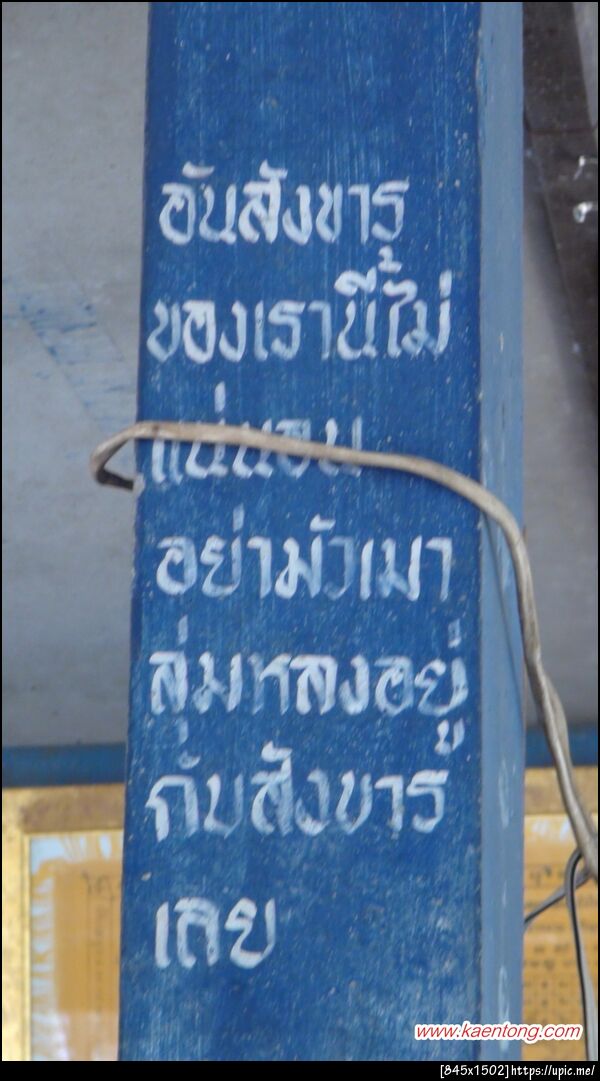 อันสังขาร
ของเรานี้ไม่
แน่นอน
อย่ามัวเมา
ลุ่มหลงอยู่
กับสังขาร
เลย
www.kaentong.com
[845x1502]https://upic.me/